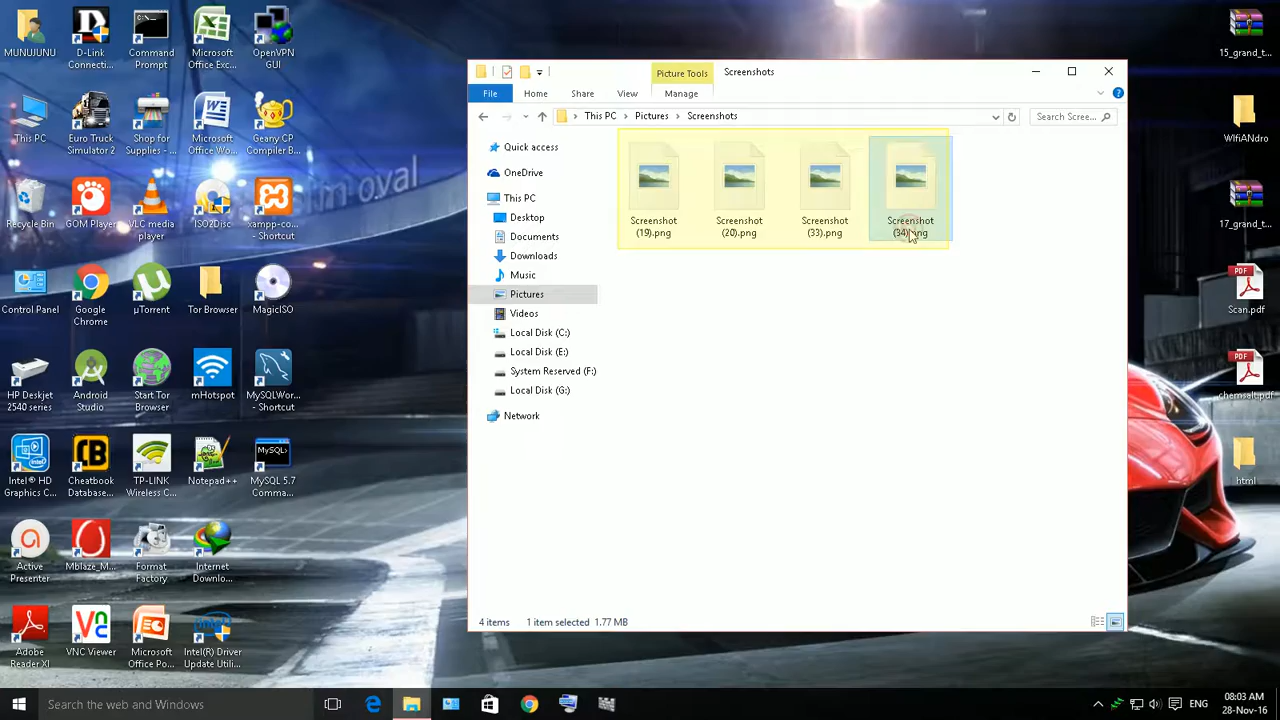 MUNUJUNU
D-Link
Connecti...
Command
Prompt
Microsoft
Office Exc...
OpenVPN
GUI
This PC
Euro Truck
Simulator 2
Shop for
Supplies - ...
Microsoft
Office Wo...
Geany CP
Compiler B...
Recycle Bin
GOM Player
VLC media
player
ISO2Disc
xampp-co...
- Shortcut
Control Panel
Google
Chrome
µTorrent
Tor Browser
MagicISO
HP Deskjet
2540 series
Android
Studio
Start Tor
Browser
mHotspot
MySQLWor...
- Shortcut
Intel® HD
Graphics C...
Cheatbook
Database...
TP-LINK
Wireless C...
Notepad++
MySQL 5.7
Comma...
Active
Presenter
Mblaze_M...
Format
Factory
Internet
Downlo...
Adobe
Reader XI
VNC Viewer
Microsoft
Office Po...
Intel(R) Driver
Update Utili...
oval
Picture Tools
Screenshots
File
Home
Share
View
Manage
This PC
Pictures
Screenshots
Search Scree...
Quick access
OneDrive
This PC
Desktop
Documents
Downloads
Music
Pictures
Videos
Local Disk (C:)
Local Disk (E:)
System Reserved (F:)
Local Disk (G:)
Network
Screenshot
(19).png
Screenshot
(20).png
Screenshot
(33).png
Screenshot
(34).png
4 items
1 item selected 1.77 MB
15_grand_t...
WIfiANdro
17_grand_t...
PDF
Scan.pdf
PDF
chemsalt.pdf
html
Search the web and Windows
ENG
08:03 AM
28-Nov-16